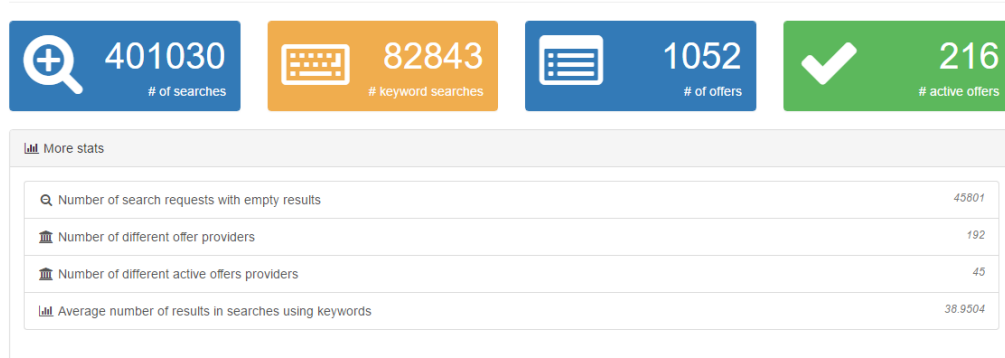 401030
# of searches
82843
# keyword searches
1052
# of offers
216
# active offers
More stats
Number of search requests with empty results 45801
Number of different offer providers 192
Number of different active offers providers 45
Average number of results in searches using keywords 38.9504